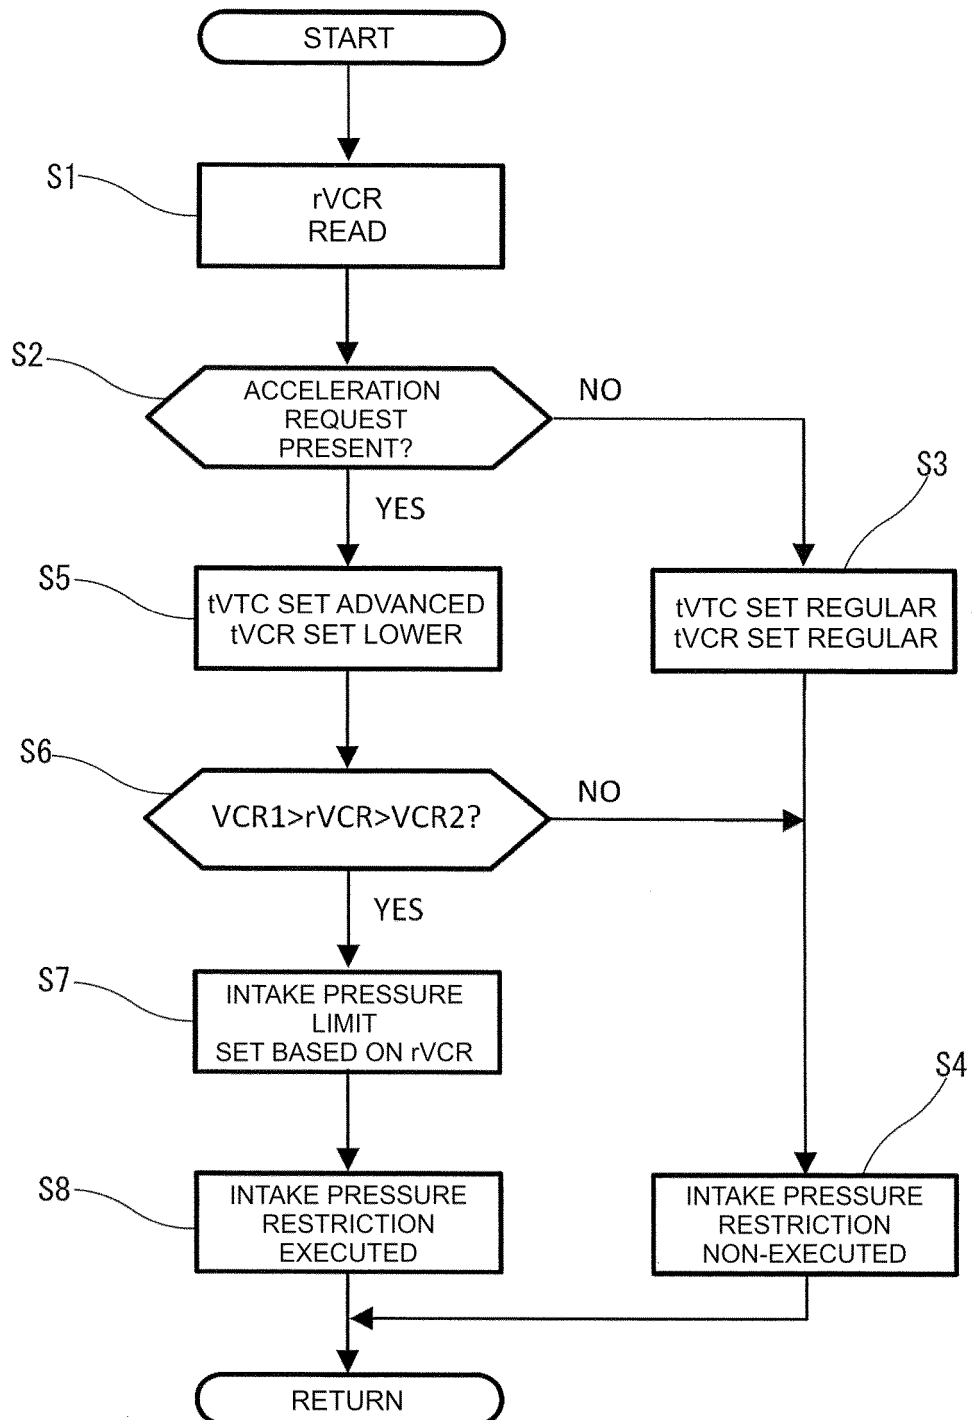 START
S1
rVCR
READ
S2
ACCELERATION
REQUEST
PRESENT?
NO
YES
S3
tVTC SET REGULAR
tVCR SET REGULAR
S5
tVTC SET ADVANCED
tVCR SET LOWER
S6
VCR1>rVCR>VCR2?
NO
YES
S7
INTAKE PRESSURE
LIMIT
SET BASED ON rVCR
S4
INTAKE PRESSURE
RESTRICTION
NON-EXECUTED
S8
INTAKE PRESSURE
RESTRICTION
EXECUTED
RETURN